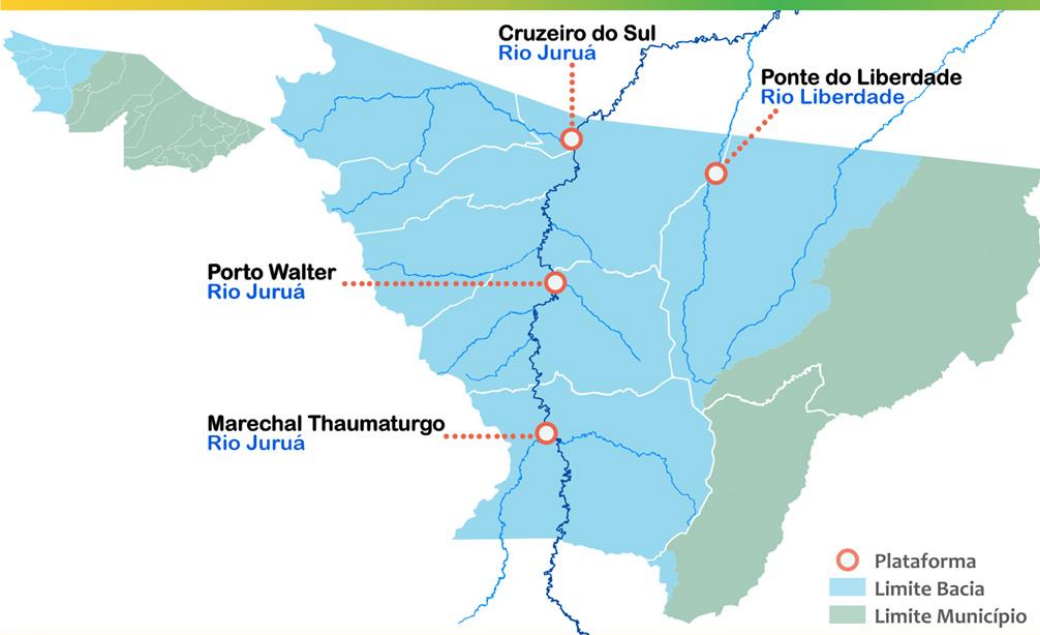 Cruzeiro do Sul
Rio Juruá
Ponte do Liberdade
Rio Liberdade
Porto Walter
Rio Juruá
Marechal Thaumaturgo
Rio Juruá
Plataforma
Limite Bacia
Limite Município